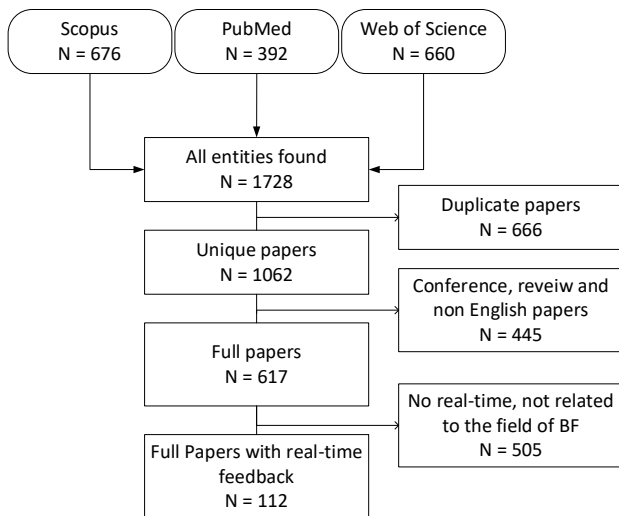 Scopus
N = 676
PubMed
N = 392
Web of Science
N = 660
All entities found
N = 1728
Duplicate papers
N = 666
Unique papers
N = 1062
Conference, reveiw and
non English papers
N = 445
Full papers
N = 617
No real-time, not related
to the field of BF
N = 505
Full Papers with real-time
feedback
N = 112